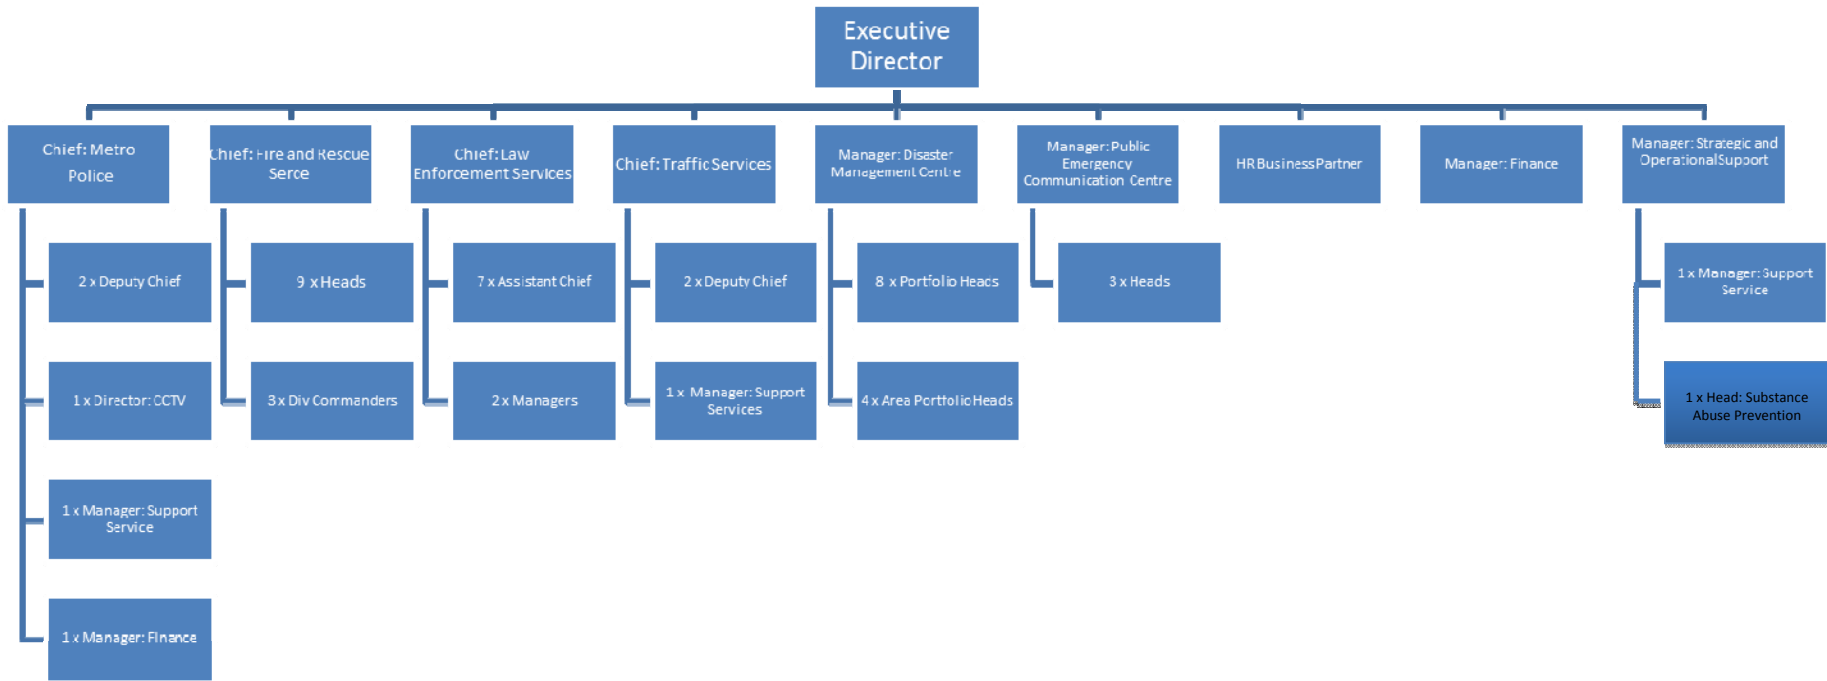 Executive
Director
Chief: Metro
Police
Chief: Fire and Rescue
Serce
Chief: Law
Enforcement Services
Chief: Traffic Services
Manager: Disaster
Management Centre
Manager: Public
Emergency
Communication Centre
HR Business Partner
Manager: Finance
Manager: Strategic and
Operational Support
2 x Deputy Chief
9 x Heads
7 x Assistant Chief
2 x Deputy Chief
8 x Portfolio Heads
3 x Heads
1 x Manager: Support
Service
1 x Director: CCTV
3 x Div Commanders
2 x Managers
1 x Manager: Support
Services
4 x Area Portfolio Heads
1 x Head: Substance
Abuse Prevention
1 x Manager: Support
Service
1 x Manager: Finance